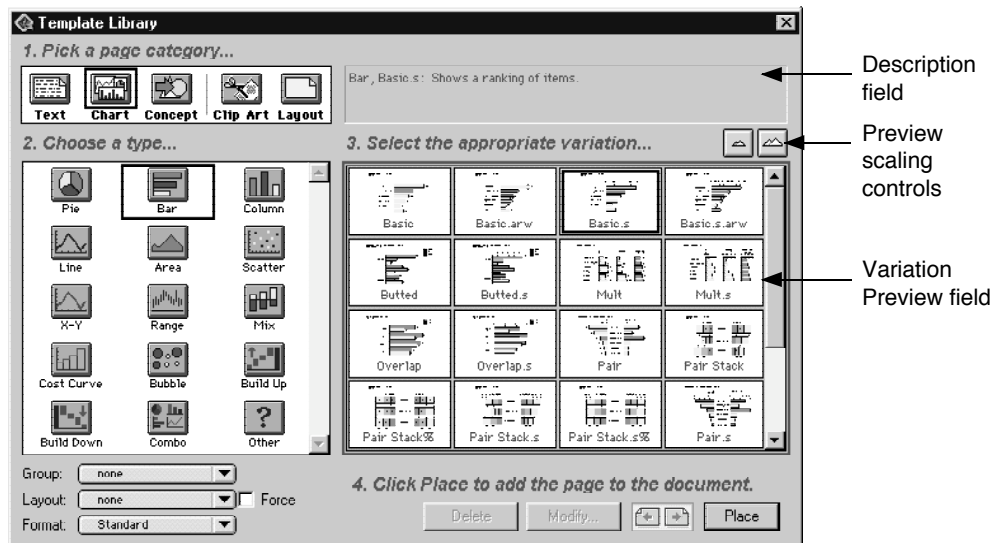 Template Library
1. Pick a page category...
Text Chart Concept Clip Art Layout
Bar, Basic.s: Shows a ranking of items.
Description
field
2. Choose a type...
3. Select the appropriate variation...
Preview
scaling
controls
Pie Bar Column
Line Area Scatter
X-Y Range Mix
Cost Curve Bubble Build Up
Build Down Combo Other
Basic Basic.arw Basic.s Basic.s.arw
Butted Butted.s Mult Mult.s
Overlap Overlap.s Pair Pair Stack
Pair Stack% Pair Stack.s Pair Stack.s% Pair.s
Variation
Preview field
Group: none
Layout: none Force
Format: Standard
4. Click Place to add the page to the document.
Delete Modify... Place